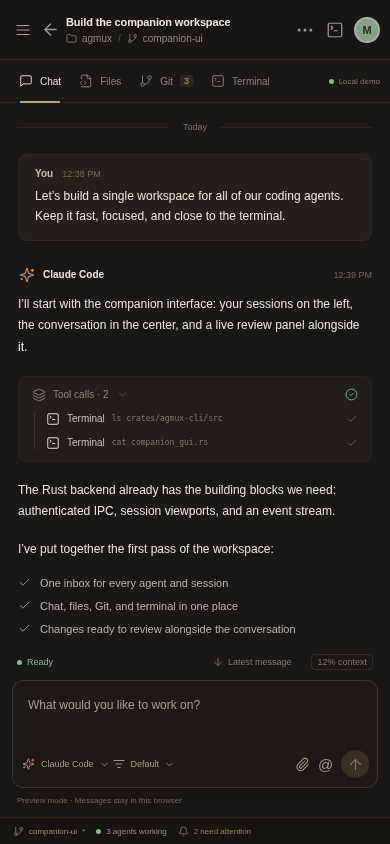 Build the companion workspace
agmux / companion-ui
M
Chat Files Git 3 Terminal Local demo
Today
You 12:38 PM
Let's build a single workspace for all of our coding agents.
Keep it fast, focused, and close to the terminal.
Claude Code 12:39 PM
I'll start with the companion interface: your sessions on the left,
the conversation in the center, and a live review panel alongside
it.
Tool calls · 2
Terminal ls crates/agmux-cli/src
Terminal cat companion_gui.rs
The Rust backend already has the building blocks we need:
authenticated IPC, session viewports, and an event stream.
I've put together the first pass of the workspace:
One inbox for every agent and session
Chat, files, Git, and terminal in one place
Changes ready to review alongside the conversation
Ready Latest message 12% context
What would you like to work on?
Claude Code Default @
Preview mode · Messages stay in this browser
companion-ui * 3 agents working 2 need attention